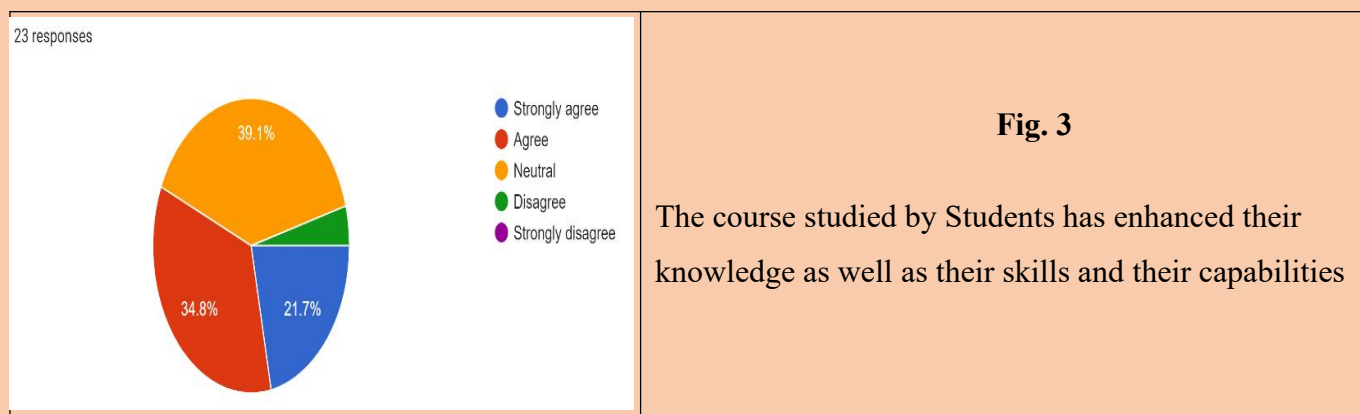 23 responses
39.1%
34.8%
21.7%
Strongly agree
Agree
Neutral
Disagree
Strongly disagree
Fig. 3
The course studied by Students has enhanced their
knowledge as well as their skills and their capabilities